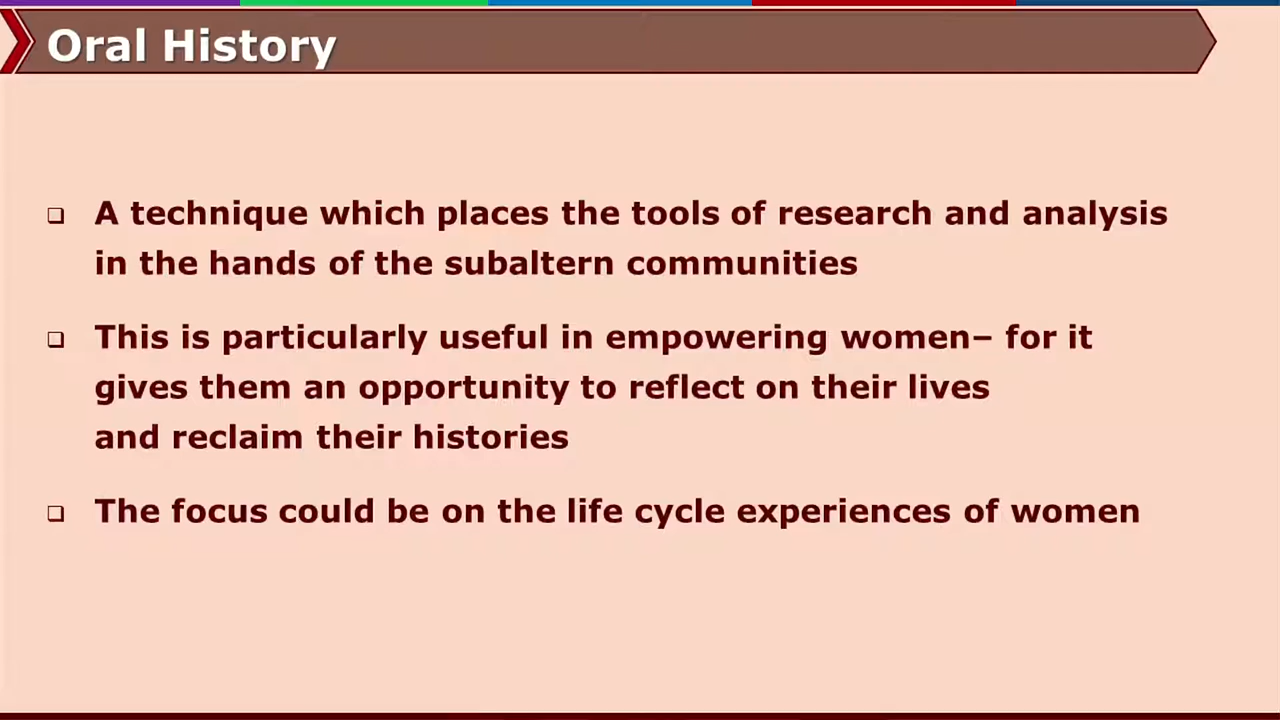 Oral History
❑ A technique which places the tools of research and analysis
in the hands of the subaltern communities
❑ This is particularly useful in empowering women– for it
gives them an opportunity to reflect on their lives
and reclaim their histories
❑ The focus could be on the life cycle experiences of women